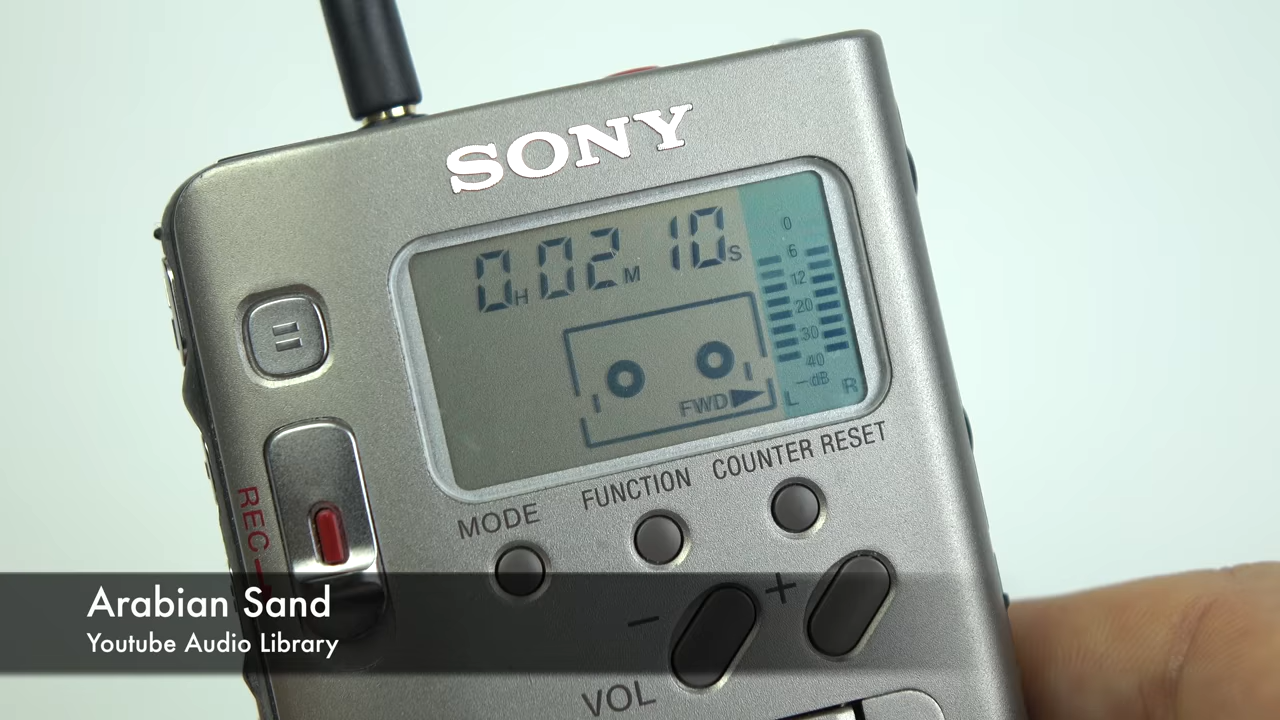 SONY
0H 02M 10S
0
6
12
20
30
40
-dB
L R
FWD
MODE
FUNCTION
COUNTER RESET
REC
- +
VOL
Arabian Sand
Youtube Audio Library